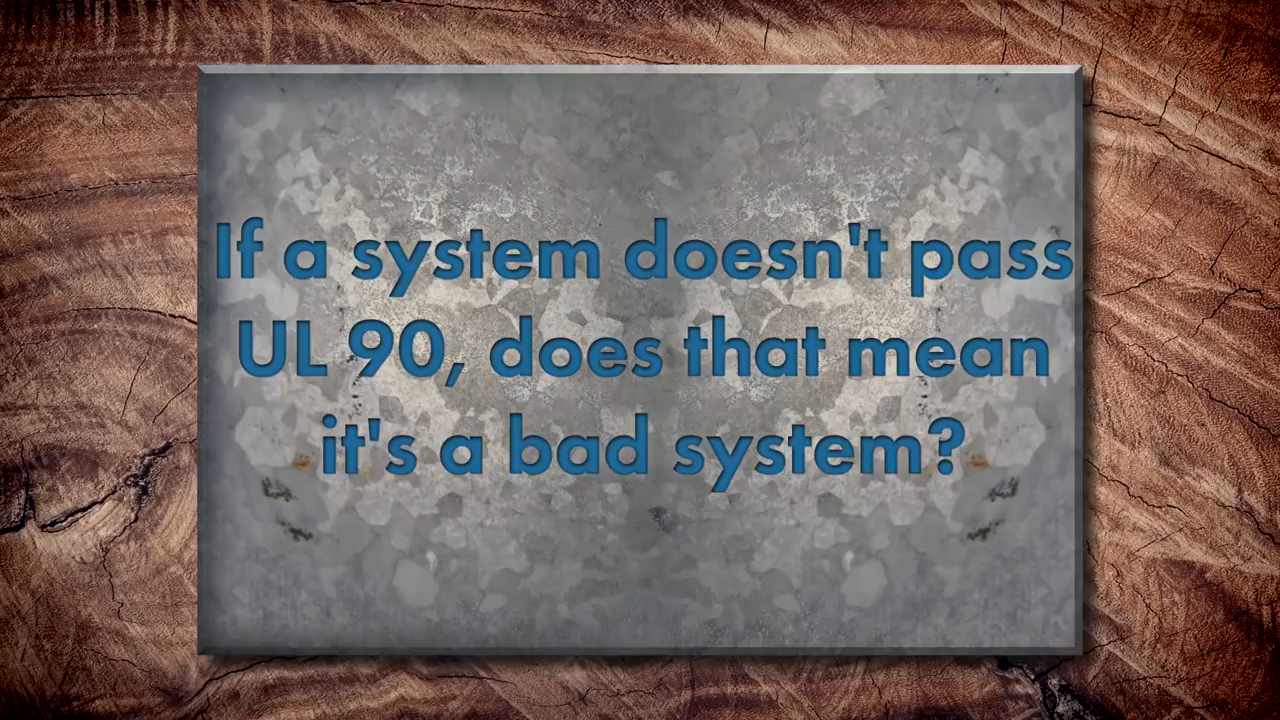 If a system doesn't pass
UL 90, does that mean
it's a bad system?